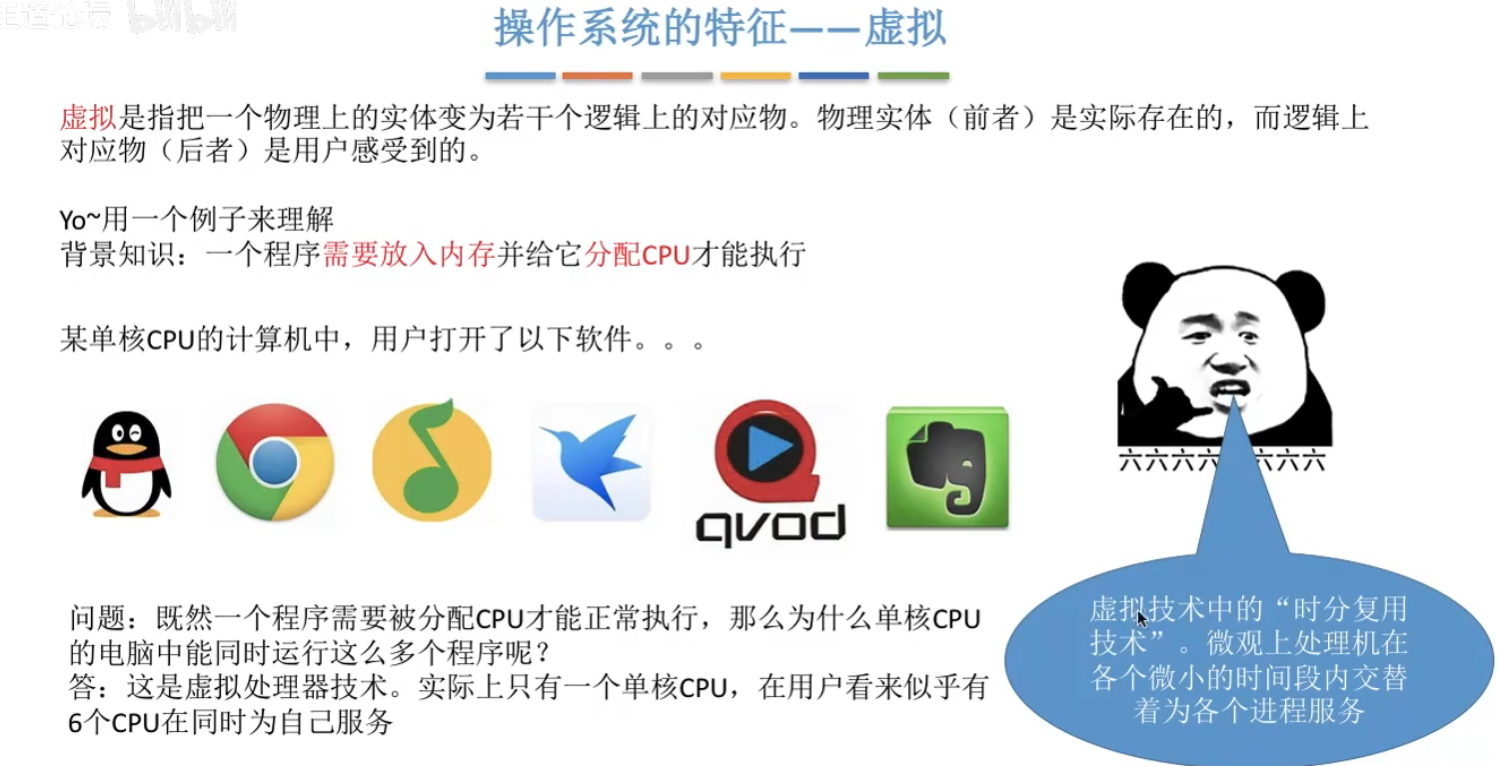 王道论坛 bilibili
操作系统的特征——虚拟
虚拟是指把一个物理上的实体变为若干个逻辑上的对应物。物理实体（前者）是实际存在的，而逻辑上
对应物（后者）是用户感受到的。
Yo~用一个例子来理解
背景知识：一个程序需要放入内存并给它分配CPU才能执行
某单核CPU的计算机中，用户打开了以下软件。。。
qvod
六六六六六六六
问题：既然一个程序需要被分配CPU才能正常执行，那么为什么单核CPU
的电脑中能同时运行这么多个程序呢？
答：这是虚拟处理器技术。实际上只有一个单核CPU，在用户看来似乎有
6个CPU在同时为自己服务
虚拟技术中的“时分复用
技术”。微观上处理机在
各个微小的时间段内交替
着为各个进程服务